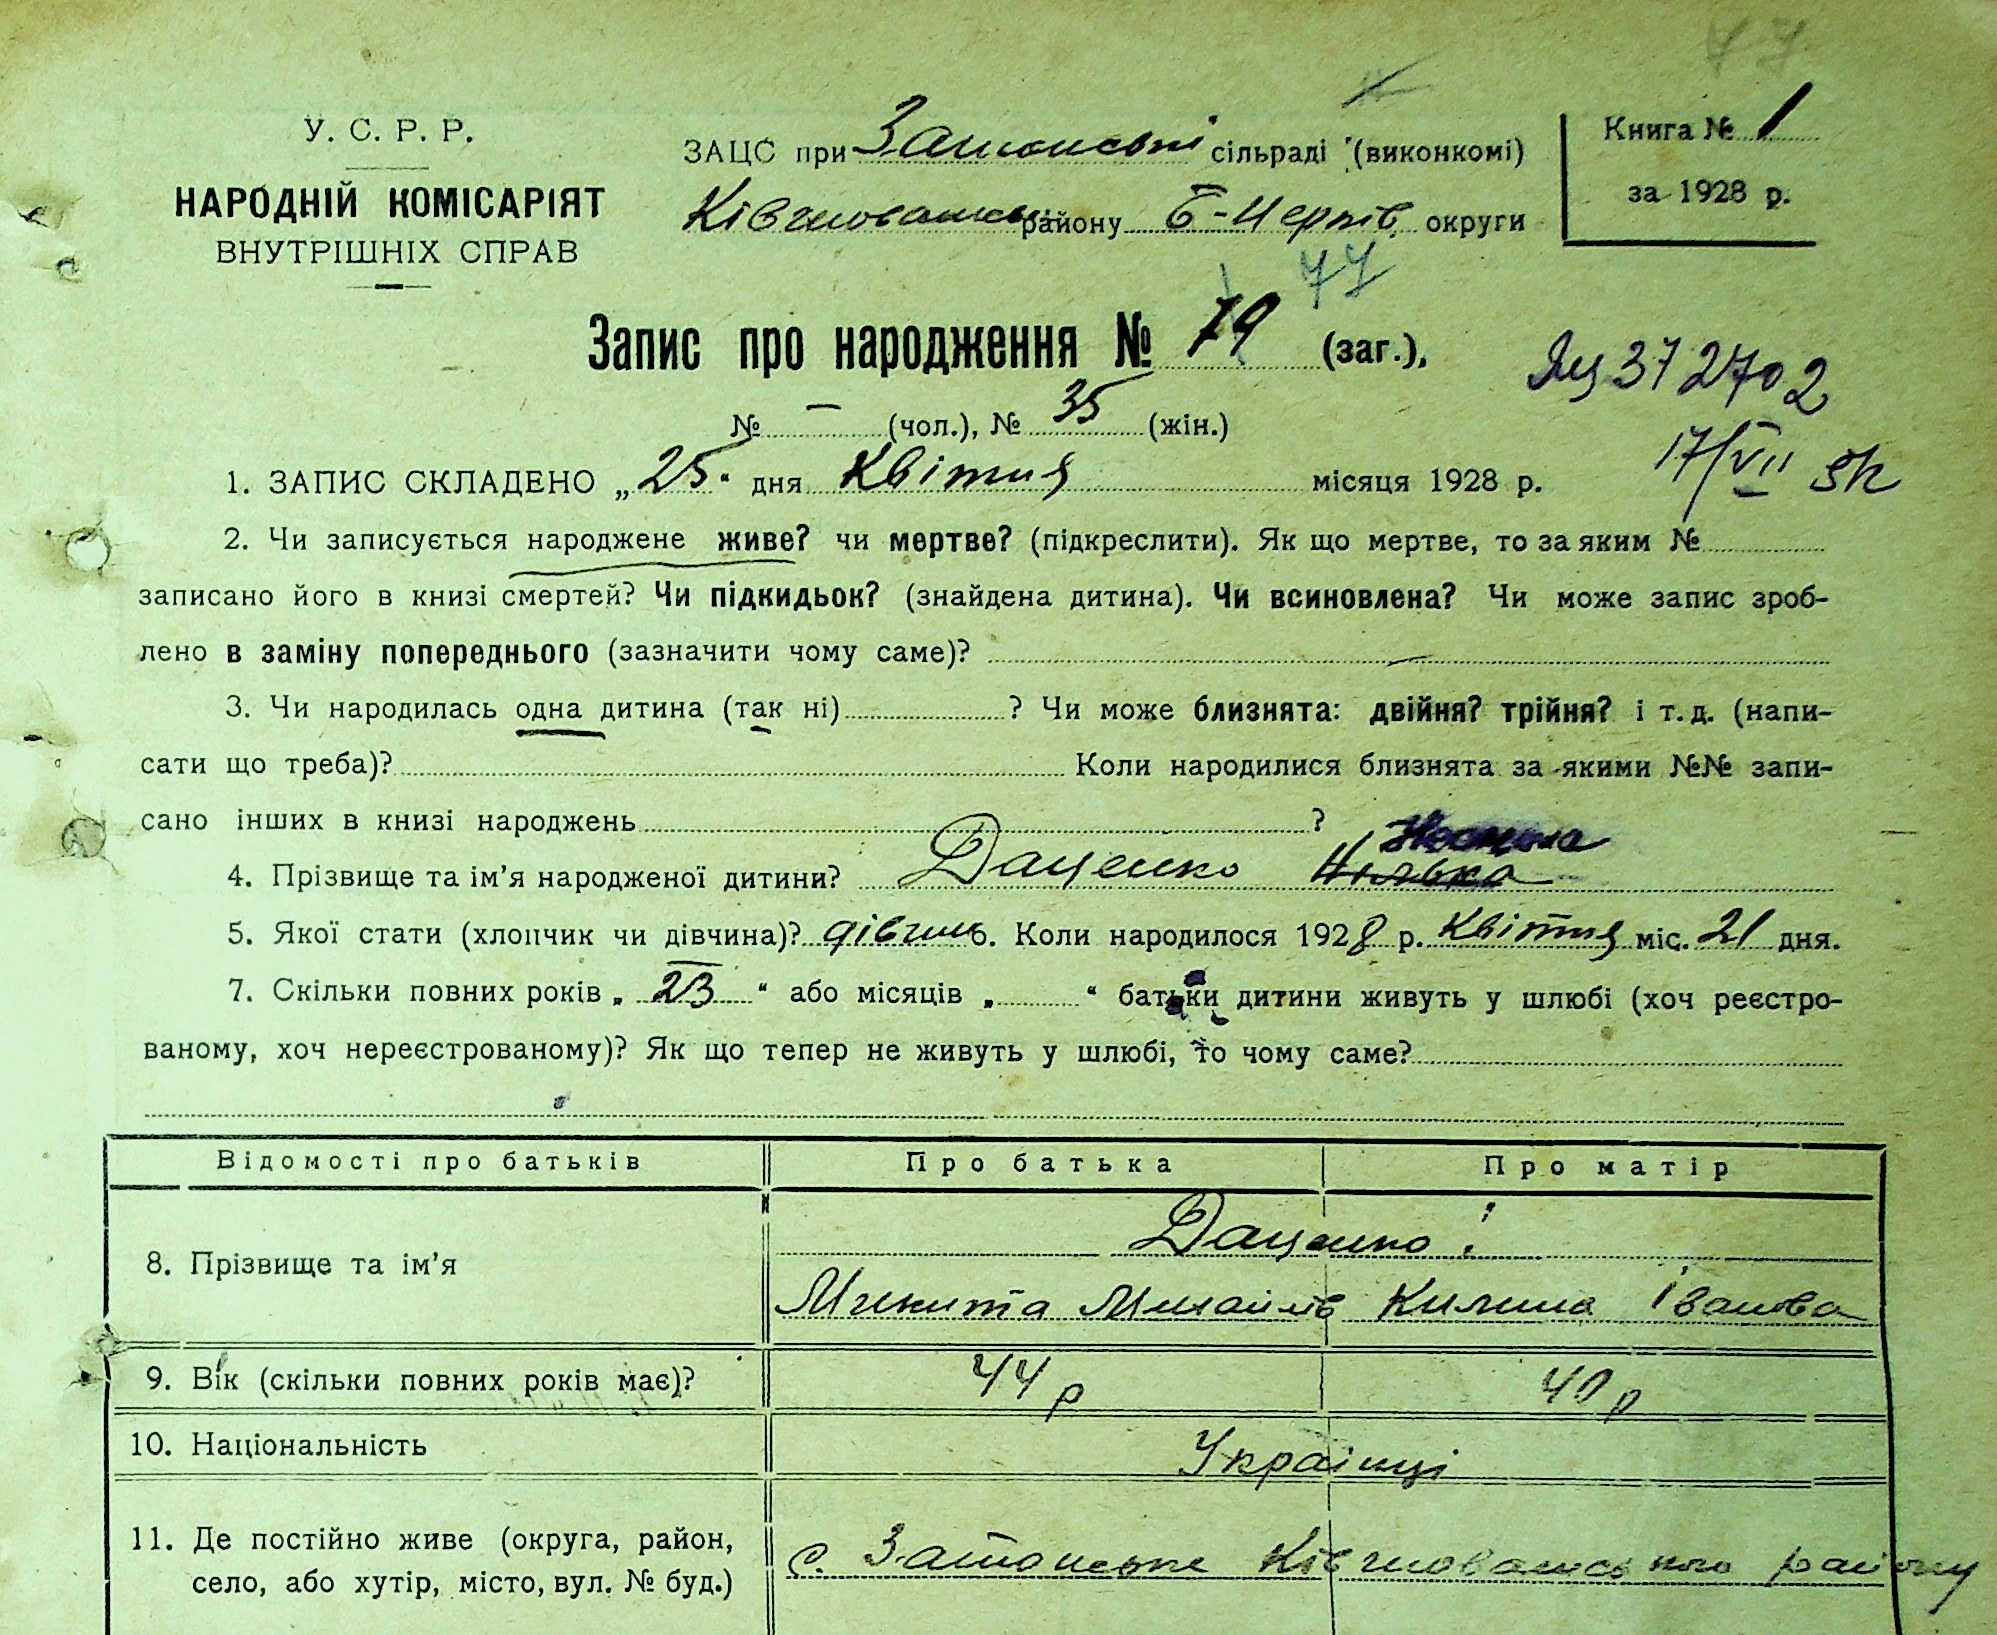 77
У. С. Р. Р.
НАРОДНІЙ КОМІСАРІЯТ
ВНУТРІШНІХ СПРАВ
ЗАЦС при Затонські сільраді (виконкомі)
району Б-Церків округи
Книга № 1
за 1928 р.
77
Запис про народження № 79 (заг.),
№ — (чол.), № 35 (жін.)
372702
17/VII
1. ЗАПИС СКЛАДЕНО „25“ дня Квітня місяця 1928 р.
2. Чи записується народжене живе? чи мертве? (підкреслити). Як що мертве, то за яким №
записано його в книзі смертей? Чи підкидьок? (знайдена дитина). Чи всиновлена? Чи може запис зроб-
лено в заміну попереднього (зазначити чому саме)? —
3. Чи народилась одна дитина (так ні) ? Чи може близнята: двійня? трійня? і т. д. (напи-
сати що треба)? Коли народилися близнята за якими №№ запи-
сано інших в книзі народжень ?
4. Прізвище та ім’я народженої дитини? Даценко
5. Якої стати (хлопчик чи дівчина)? дівчин 6. Коли народилося 1928 р. Квітня міс. 21 дня.
7. Скільки повних років „ 23 “ або місяців „ “ батьки дитини живуть у шлюбі (хоч реєстро-
ваному, хоч нереєстрованому)? Як що тепер не живуть у шлюбі, то чому саме?
Відомості про батьків Про батька Про матір
8. Прізвище та ім’я Даценко:
Микита Михайлів Килина Іванова
9. Вік (скільки повних років має)? 44 р 40 р
10. Національність Українці
11. Де постійно живе (округа, район,
село, або хутір, місто, вул. № буд.) с. Затонське району